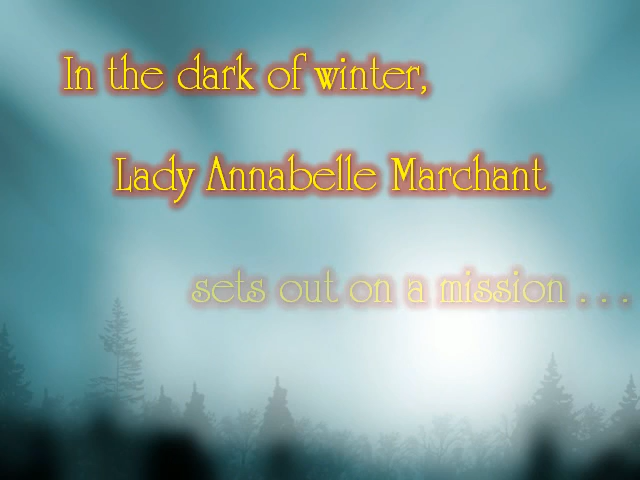 In the dark of winter,
Lady Annabelle Marchant
sets out on a mission . . .